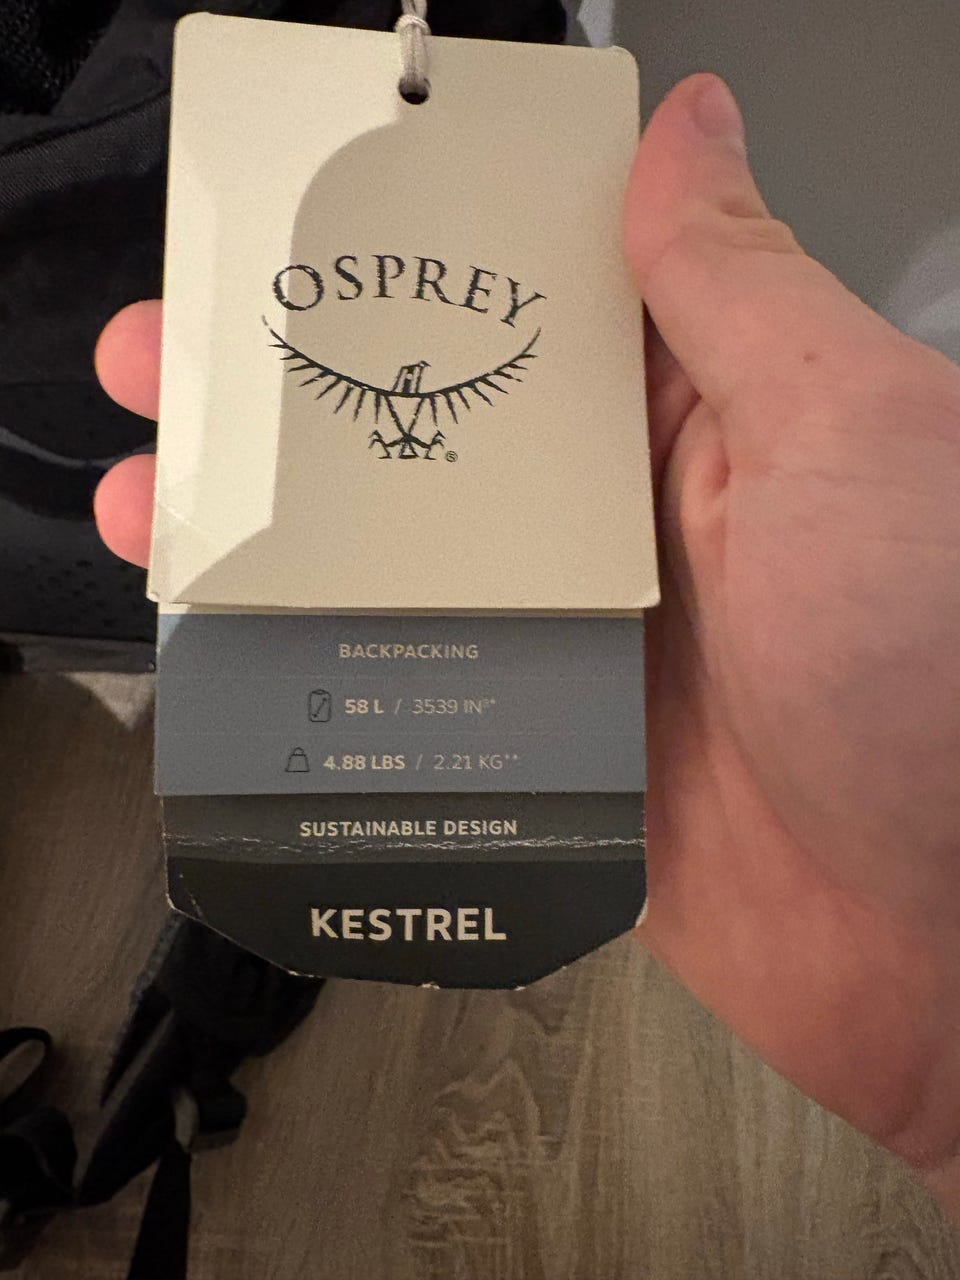 OSPREY
®
BACKPACKING
58 L / 3539 IN³*
4.88 LBS / 2.21 KG**
SUSTAINABLE DESIGN
KESTREL